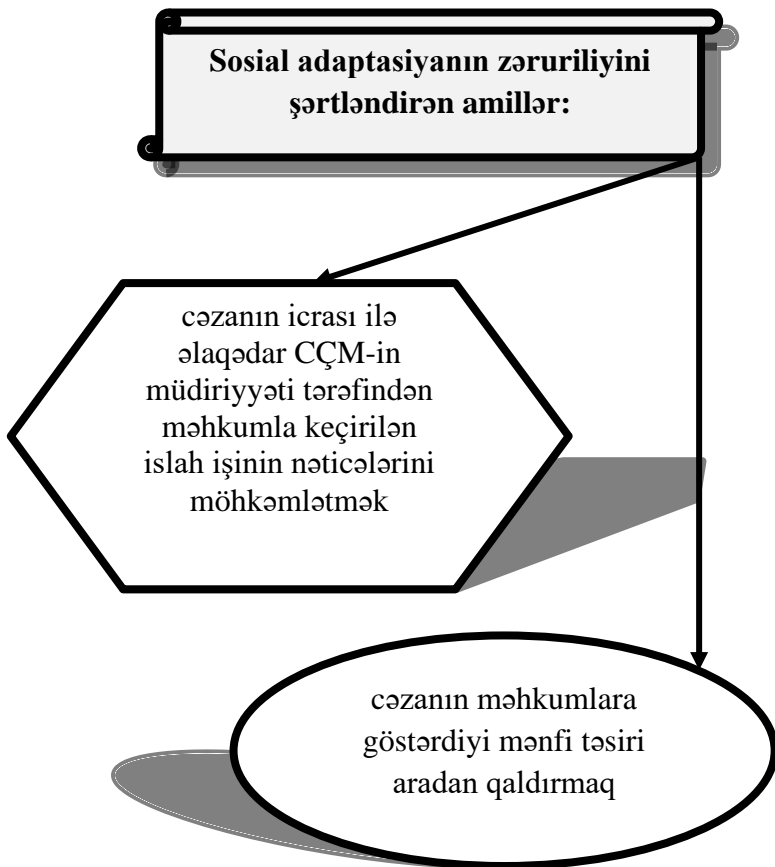 Sosial adaptasiyanın zəruriliyini
şərtləndirən amillər:
cəzanın icrası ilə
əlaqədar CÇM-in
müdiriyyəti tərəfindən
məhkumla keçirilən
islah işinin nəticələrini
möhkəmlətmək
cəzanın məhkumlara
göstərdiyi mənfi təsiri
aradan qaldırmaq